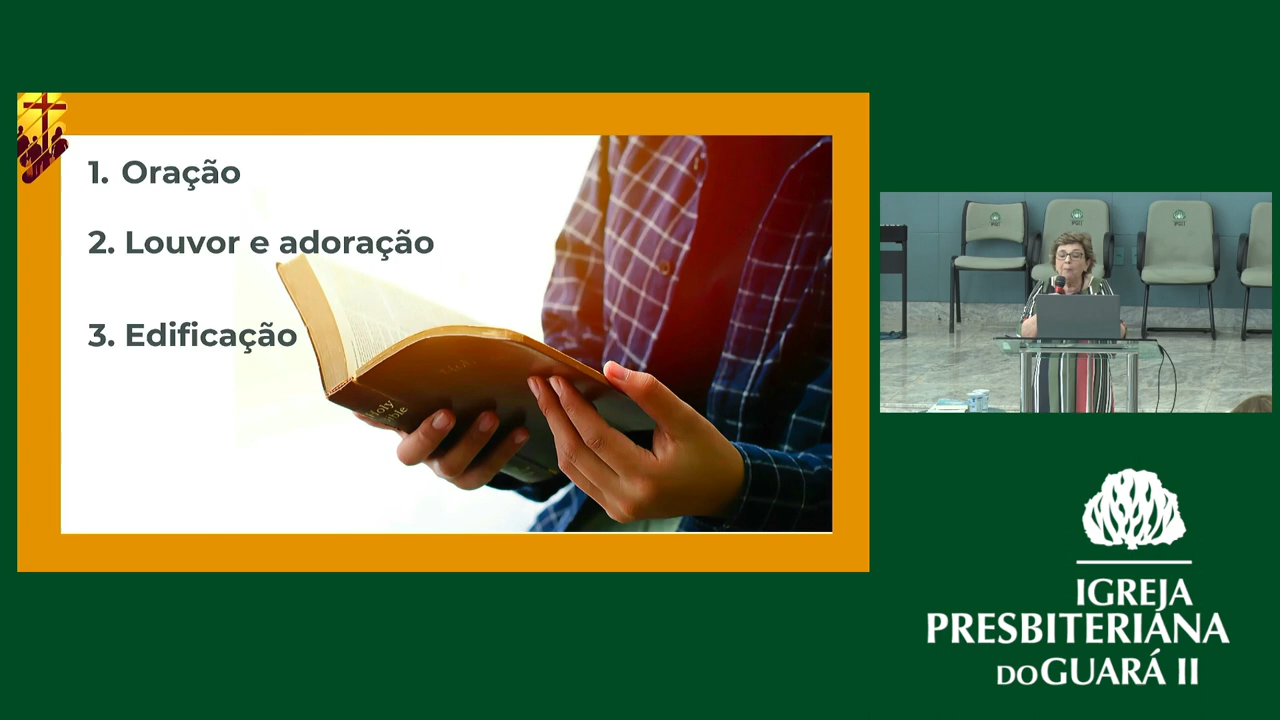 1. Oração
2. Louvor e adoração
3. Edificação
Holy
Bible
IGREJA
PRESBITERIANA
DO GUARÁ II